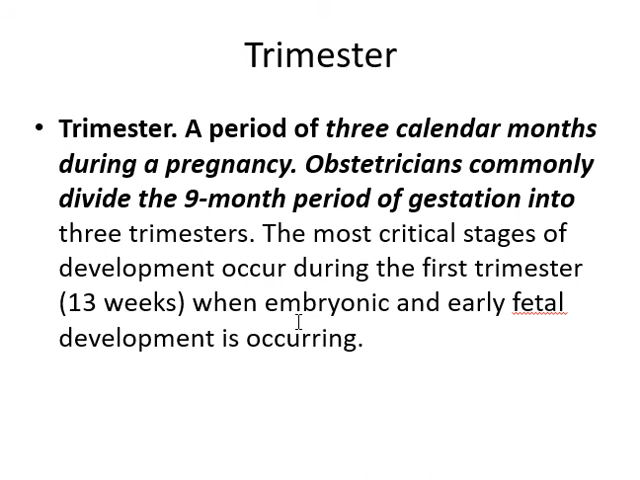 Trimester
• Trimester. A period of three calendar months
during a pregnancy. Obstetricians commonly
divide the 9-month period of gestation into
three trimesters. The most critical stages of
development occur during the first trimester
(13 weeks) when embryonic and early fetal
development is occurring.